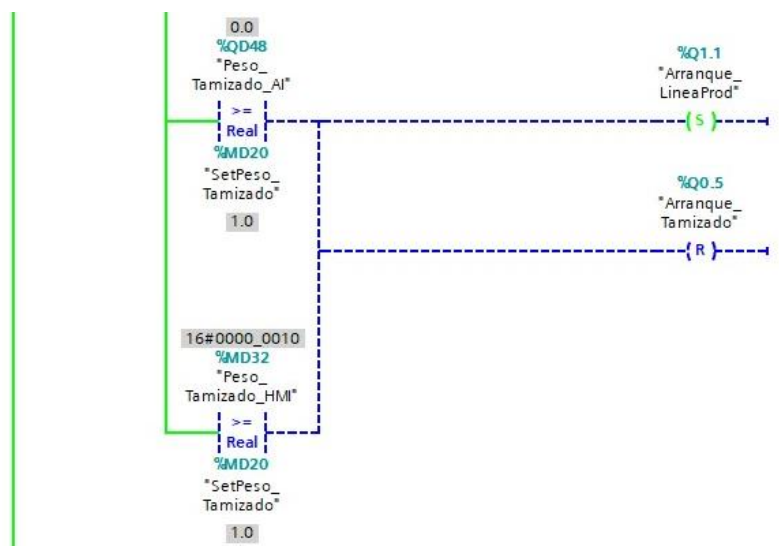 0.0
%QD48
"Peso_
Tamizado_AI"
>=
Real
%MD20
"SetPeso_
Tamizado"
1.0
%Q1.1
"Arranque_
LineaProd"
S
%Q0.5
"Arranque_
Tamizado"
R
16#0000_0010
%MD32
"Peso_
Tamizado_HMI"
>=
Real
%MD20
"SetPeso_
Tamizado"
1.0